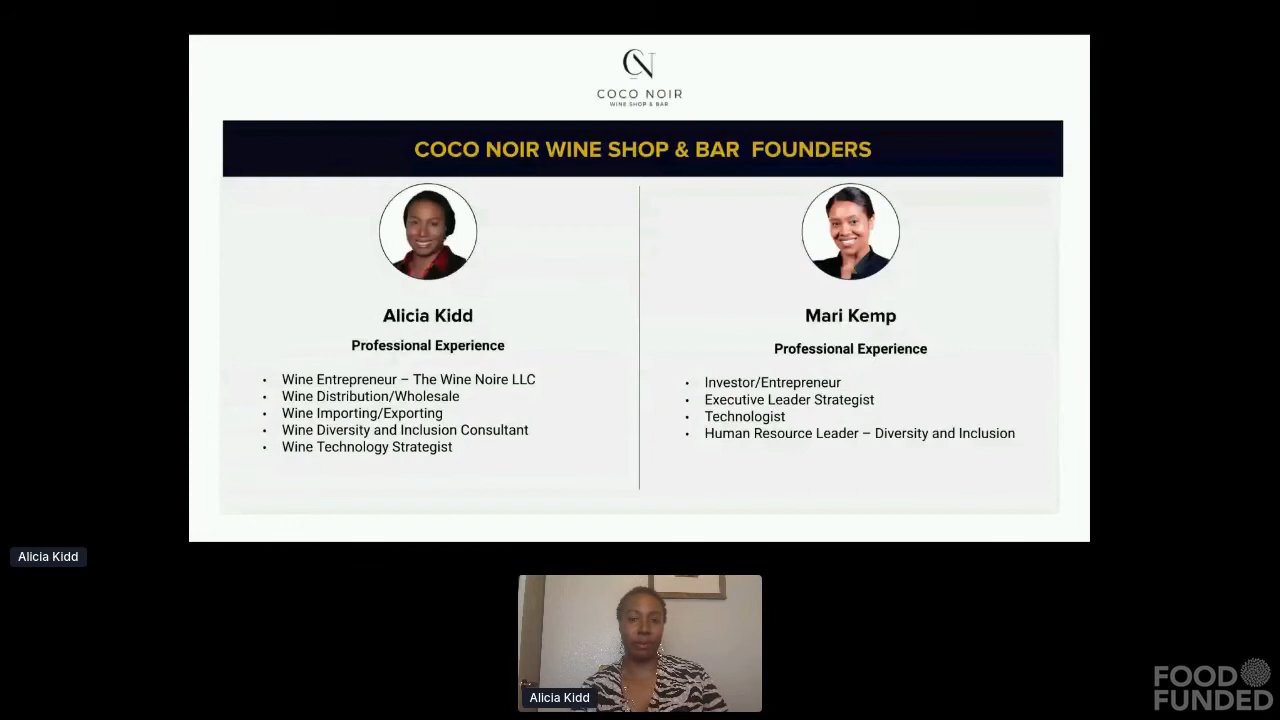 CN
COCO NOIR
WINE SHOP & BAR
COCO NOIR WINE SHOP & BAR FOUNDERS
Alicia Kidd
Professional Experience
• Wine Entrepreneur – The Wine Noire LLC
• Wine Distribution/Wholesale
• Wine Importing/Exporting
• Wine Diversity and Inclusion Consultant
• Wine Technology Strategist
Mari Kemp
Professional Experience
• Investor/Entrepreneur
• Executive Leader Strategist
• Technologist
• Human Resource Leader – Diversity and Inclusion
Alicia Kidd
Alicia Kidd
FOOD
FUNDED